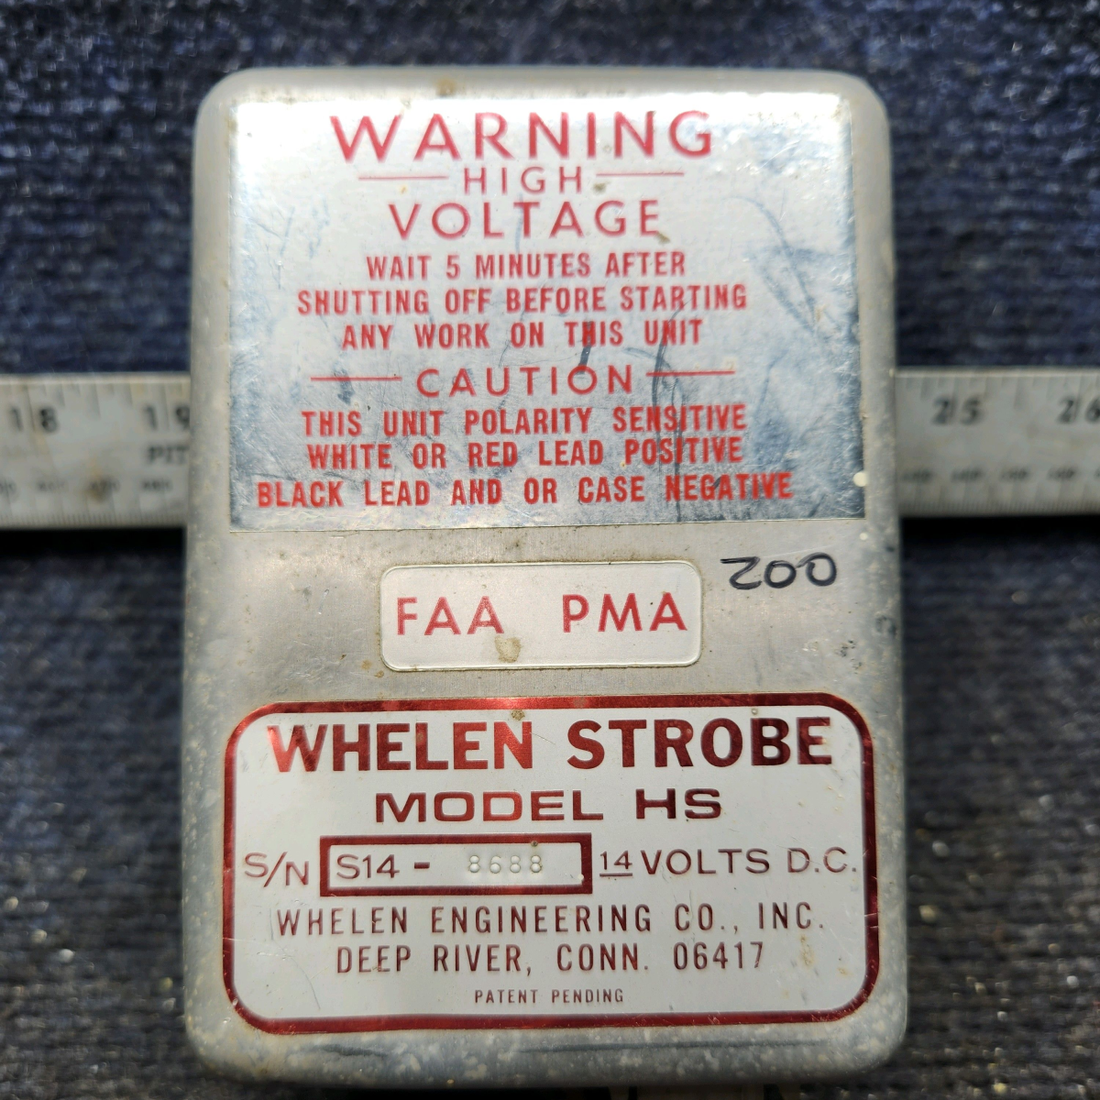 WARNING
HIGH
VOLTAGE
WAIT 5 MINUTES AFTER
SHUTTING OFF BEFORE STARTING
ANY WORK ON THIS UNIT
CAUTION
THIS UNIT POLARITY SENSITIVE
WHITE OR RED LEAD POSITIVE
BLACK LEAD AND OR CASE NEGATIVE
18 19 25 26
PIT
FAA PMA
200
WHELEN STROBE
MODEL HS
S/N S14 - 8688 14 VOLTS D.C.
WHELEN ENGINEERING CO., INC.
DEEP RIVER, CONN. 06417
PATENT PENDING